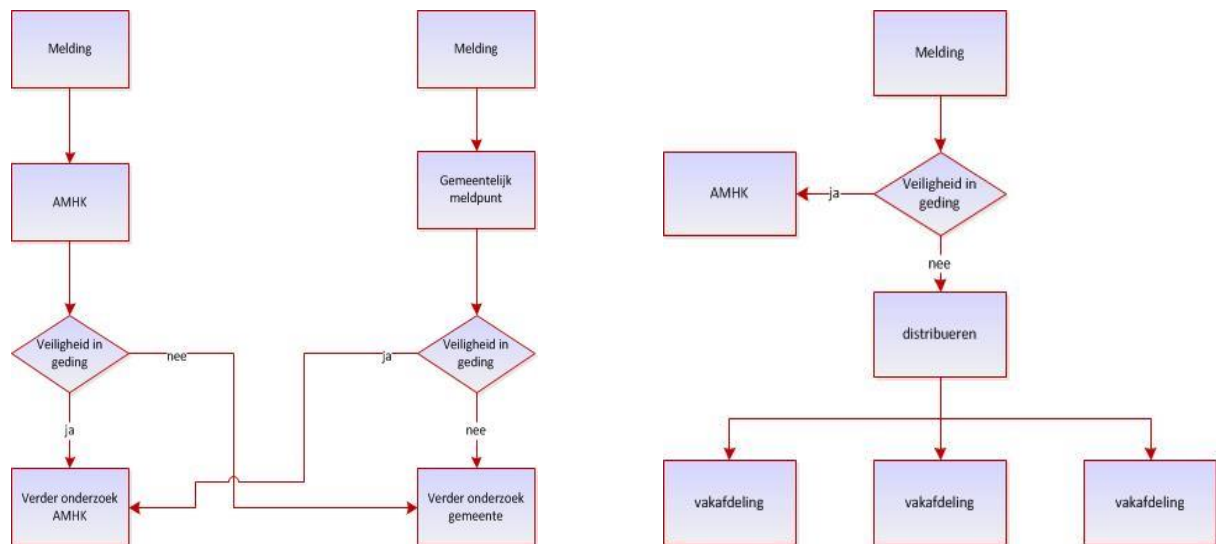 Melding
AMHK
Veiligheid in
geding
nee
ja
Verder onderzoek
AMHK
Melding
Gemeentelijk
meldpunt
Veiligheid in
geding
ja
nee
Verder onderzoek
gemeente
Melding
Veiligheid in
geding
ja
AMHK
nee
distribueren
vakafdeling
vakafdeling
vakafdeling